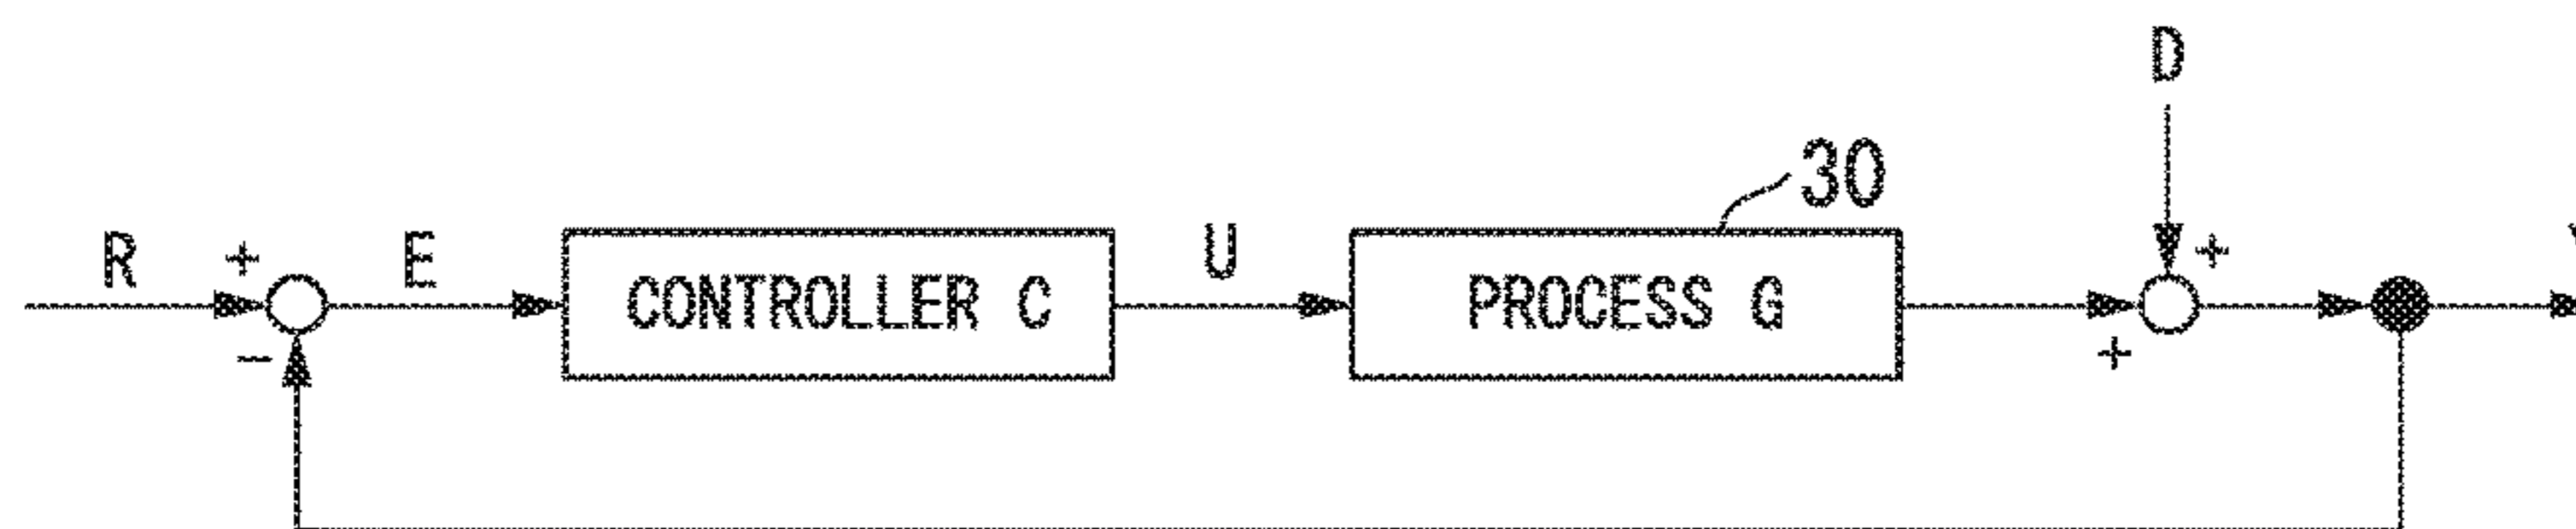 D
30
R
+
E
U
+
CONTROLLER C
PROCESS G
−
+